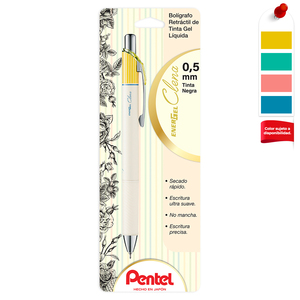 Bolígrafo
Retráctil de
Tinta Gel
Líquida
0,5
mm
Tinta
Negra
ENERGEL Clena
• Secado
rápido.
• Escritura
ultra suave.
• No mancha.
• Escritura
precisa.
Pentel
HECHO EN JAPÓN
Color sujeto a
disponibilidad.